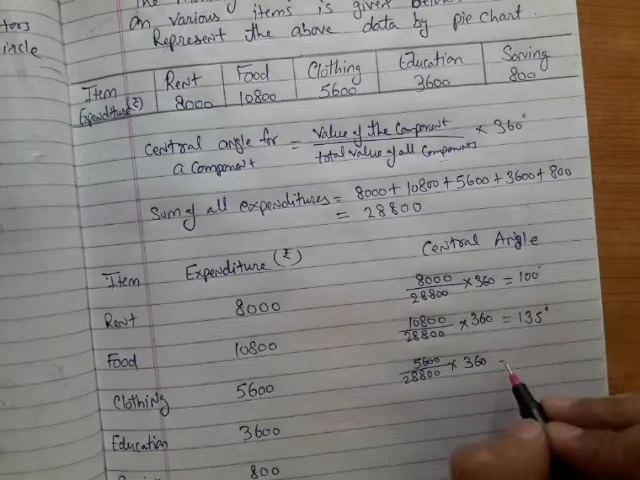 on various items is given
Represent the above data by pie chart.
circle
Item Rent Food Clothing Education Saving
Expenditure(₹) 8000 10800 5600 3600 800
central angle for a component = value of the component / total value of all components × 360°
Sum of all expenditures = 8000 + 10800 + 5600 + 3600 + 800
= 28800
Item Expenditure (₹) Central Angle
Rent 8000 8000/28800 × 360 = 100°
Food 10800 10800/28800 × 360 = 135°
Clothing 5600 5600/28800 × 360
Education 3600
800